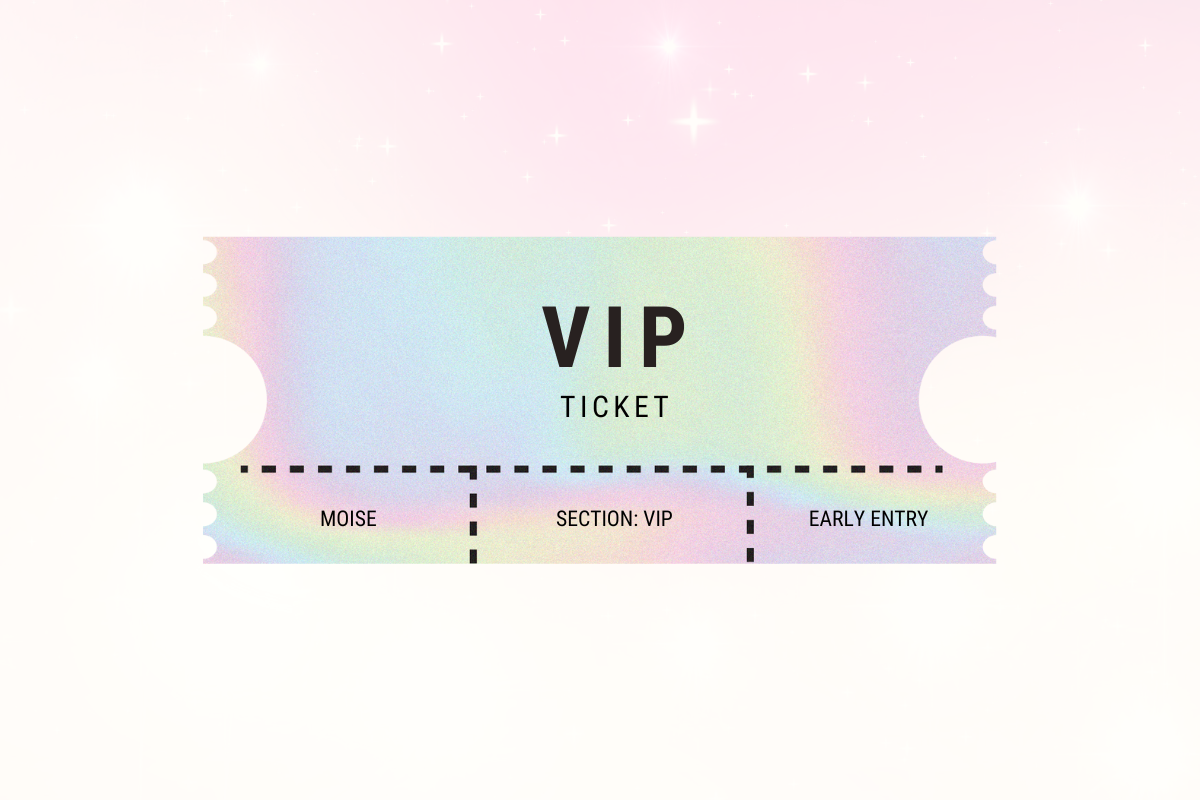 VIP
TICKET
MOISE
SECTION: VIP
EARLY ENTRY